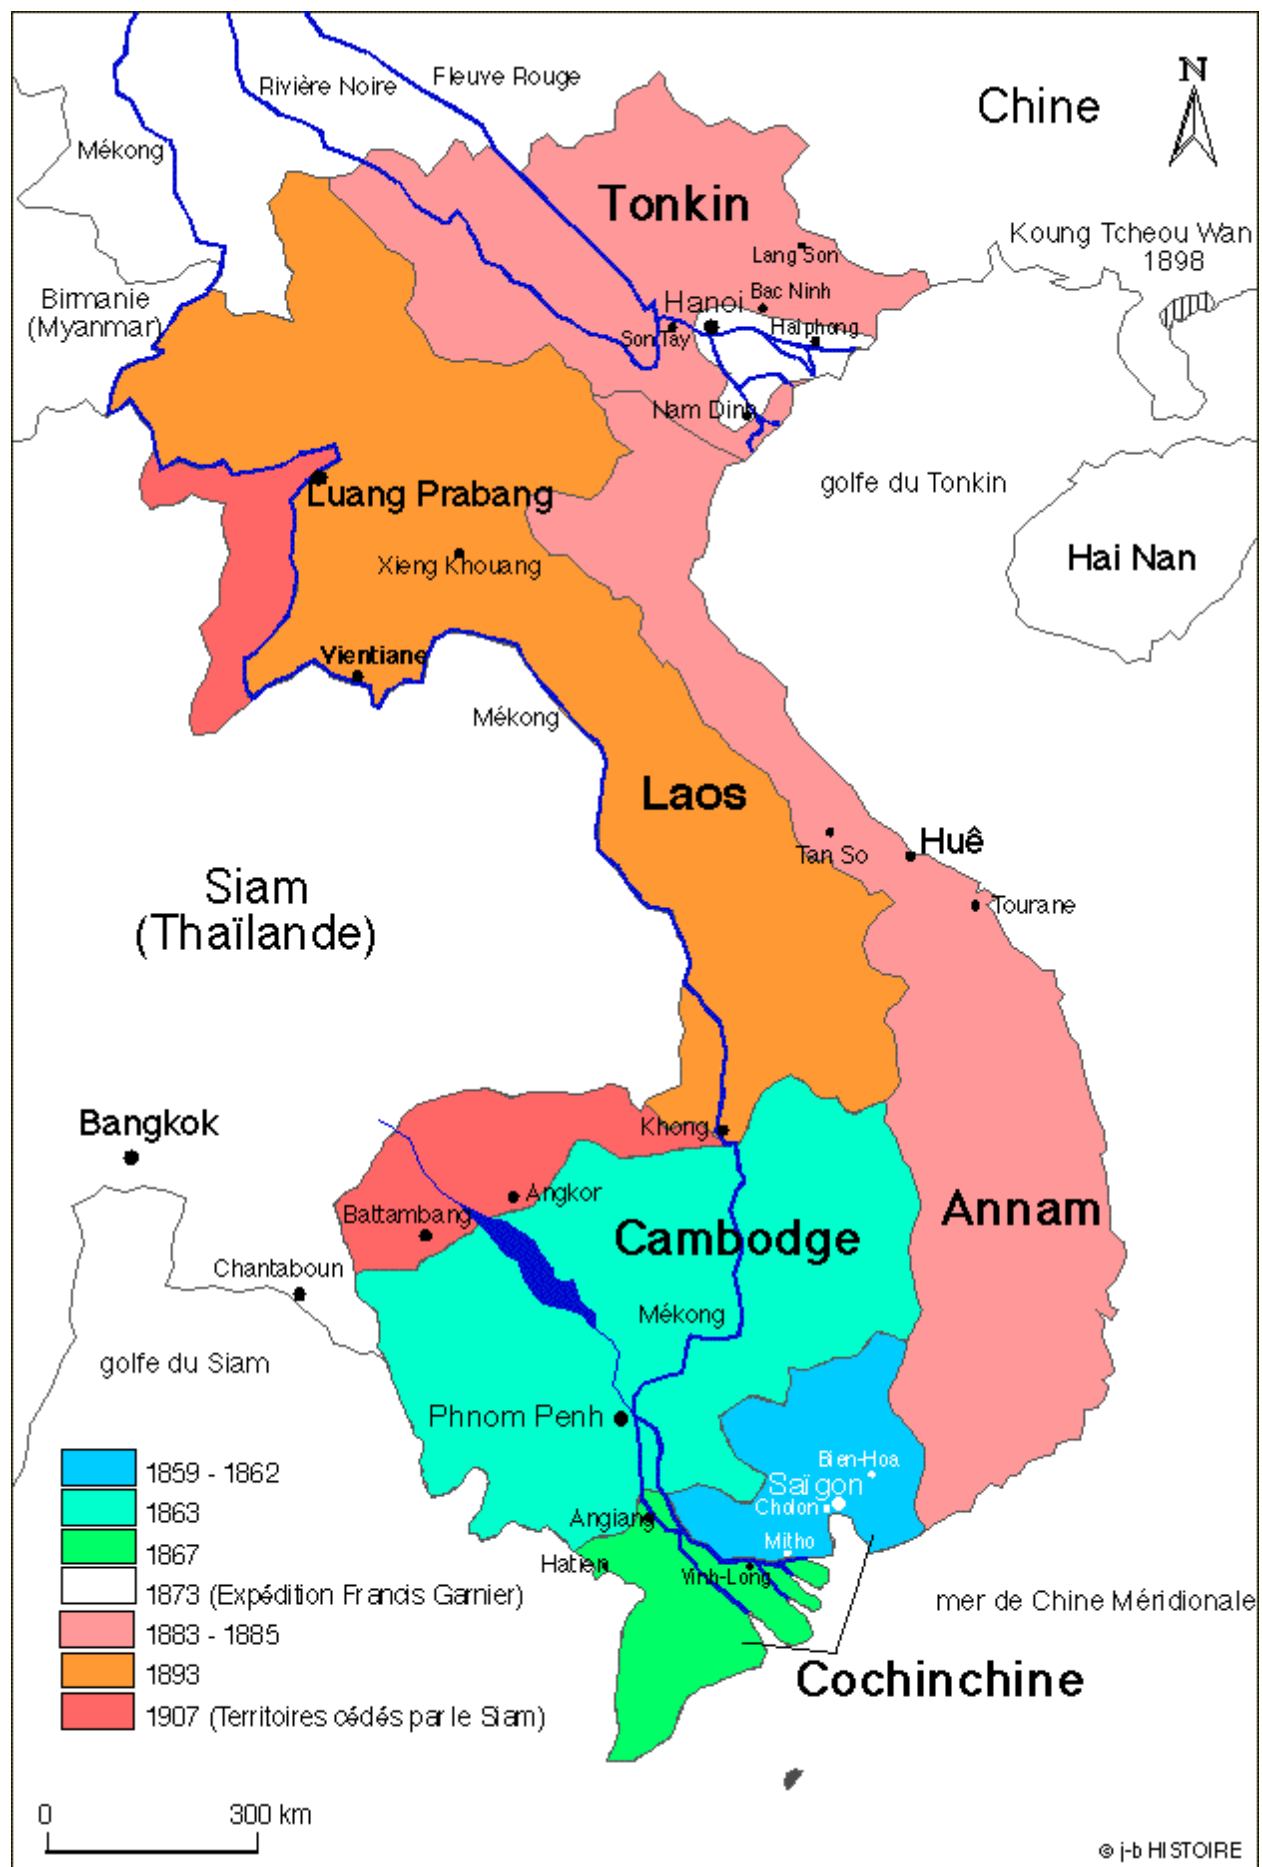 Rivière Noire
Fleuve Rouge
Chine
N
Mékong
Tonkin
Koung Tcheou Wan
1898
Lang Son
Birmanie
(Myanmar)
Hanoi
Bac Ninh
Son Tay
Haiphong
Nam Dinh
golfe du Tonkin
Luang Prabang
Hai Nan
Xieng Khouang
Vientiane
Mékong
Laos
Tan So
Huê
Siam
(Thaïlande)
Tourane
Bangkok
Khong
Angkor
Battambang
Annam
Cambodge
Chantaboun
Mékong
golfe du Siam
Phnom Penh
Bien-Hoa
Saïgon
Cholon
Angiang
Mitho
Hatien
Vinh-Long
mer de Chine Méridionale
Cochinchine
1859 - 1862
1863
1867
1873 (Expédition Francis Garnier)
1883 - 1885
1893
1907 (Territoires cédés par le Siam)
0 300 km
© j-b HISTOIRE